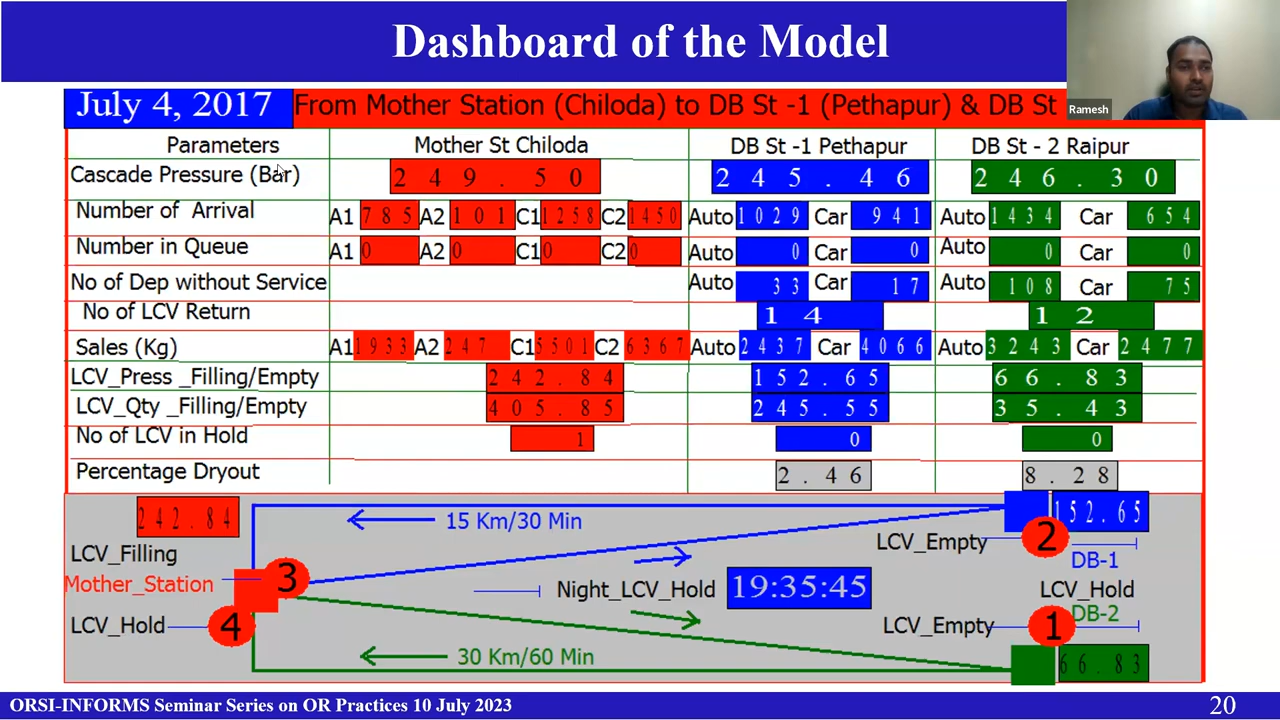 Dashboard of the Model
Ramesh
July 4, 2017 From Mother Station (Chiloda) to DB St -1 (Pethapur) & DB St
Parameters Mother St Chiloda DB St -1 Pethapur DB St - 2 Raipur
Cascade Pressure (Bar) 249.50 245.46 246.30
Number of Arrival A1 785 A2 101 C1 1258 C2 1450 Auto 1029 Car 941 Auto 1434 Car 654
Number in Queue A1 0 A2 0 C1 0 C2 0 Auto 0 Car 0 Auto 0 Car 0
No of Dep without Service Auto 33 Car 17 Auto 108 Car 75
No of LCV Return 14 12
Sales (Kg) A1 1933 A2 247 C1 5501 C2 6367 Auto 2437 Car 4066 Auto 3243 Car 2477
LCV_Press _Filling/Empty 242.84 152.65 66.83
LCV_Qty _Filling/Empty 405.85 245.55 35.43
No of LCV in Hold 1 0 0
Percentage Dryout 2.46 8.28
242.84 15 Km/30 Min 152.65
LCV_Filling LCV_Empty 2 DB-1
Mother_Station 3 Night_LCV_Hold 19:35:45 LCV_Hold
DB-2
LCV_Hold 4 LCV_Empty 1
30 Km/60 Min 66.83
ORSI-INFORMS Seminar Series on OR Practices 10 July 2023 20